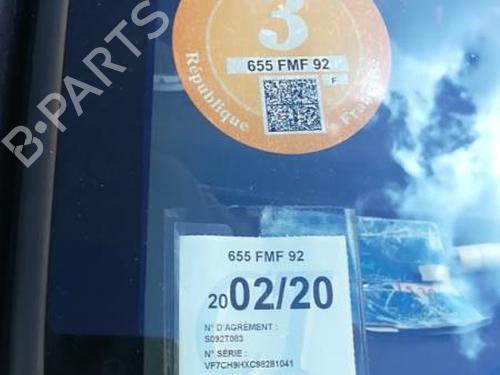 B-PARTS
3
655 FMF 92
F
République
Française
655 FMF 92
2002/20
N° D'AGRÉMENT :
S092T083
N° SÉRIE :
VF7CH9HXC98281041